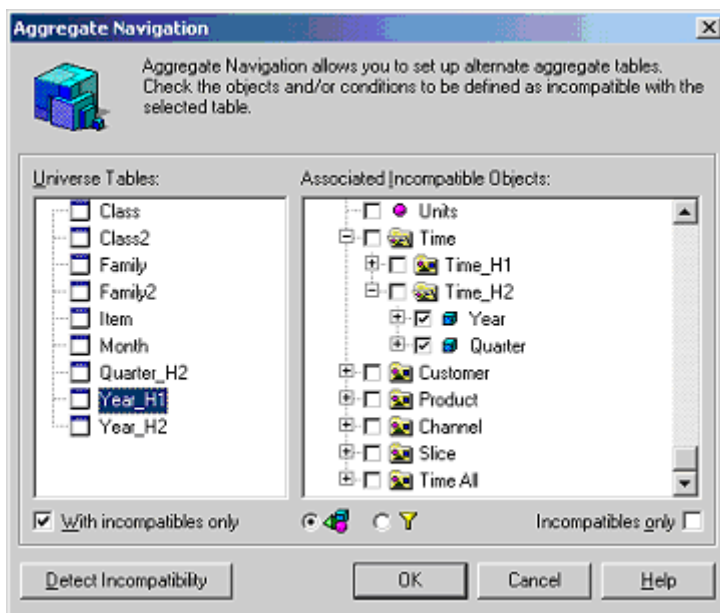 Aggregate Navigation
Aggregate Navigation allows you to set up alternate aggregate tables.
Check the objects and/or conditions to be defined as incompatible with the
selected table.
Universe Tables:
Class
Class2
Family
Family2
Item
Month
Quarter_H2
Year_H1
Year_H2
With incompatibles only
Associated Incompatible Objects:
Units
Time
Time_H1
Time_H2
Year
Quarter
Customer
Product
Channel
Slice
Time All
Incompatibles only
Detect Incompatibility
OK
Cancel
Help